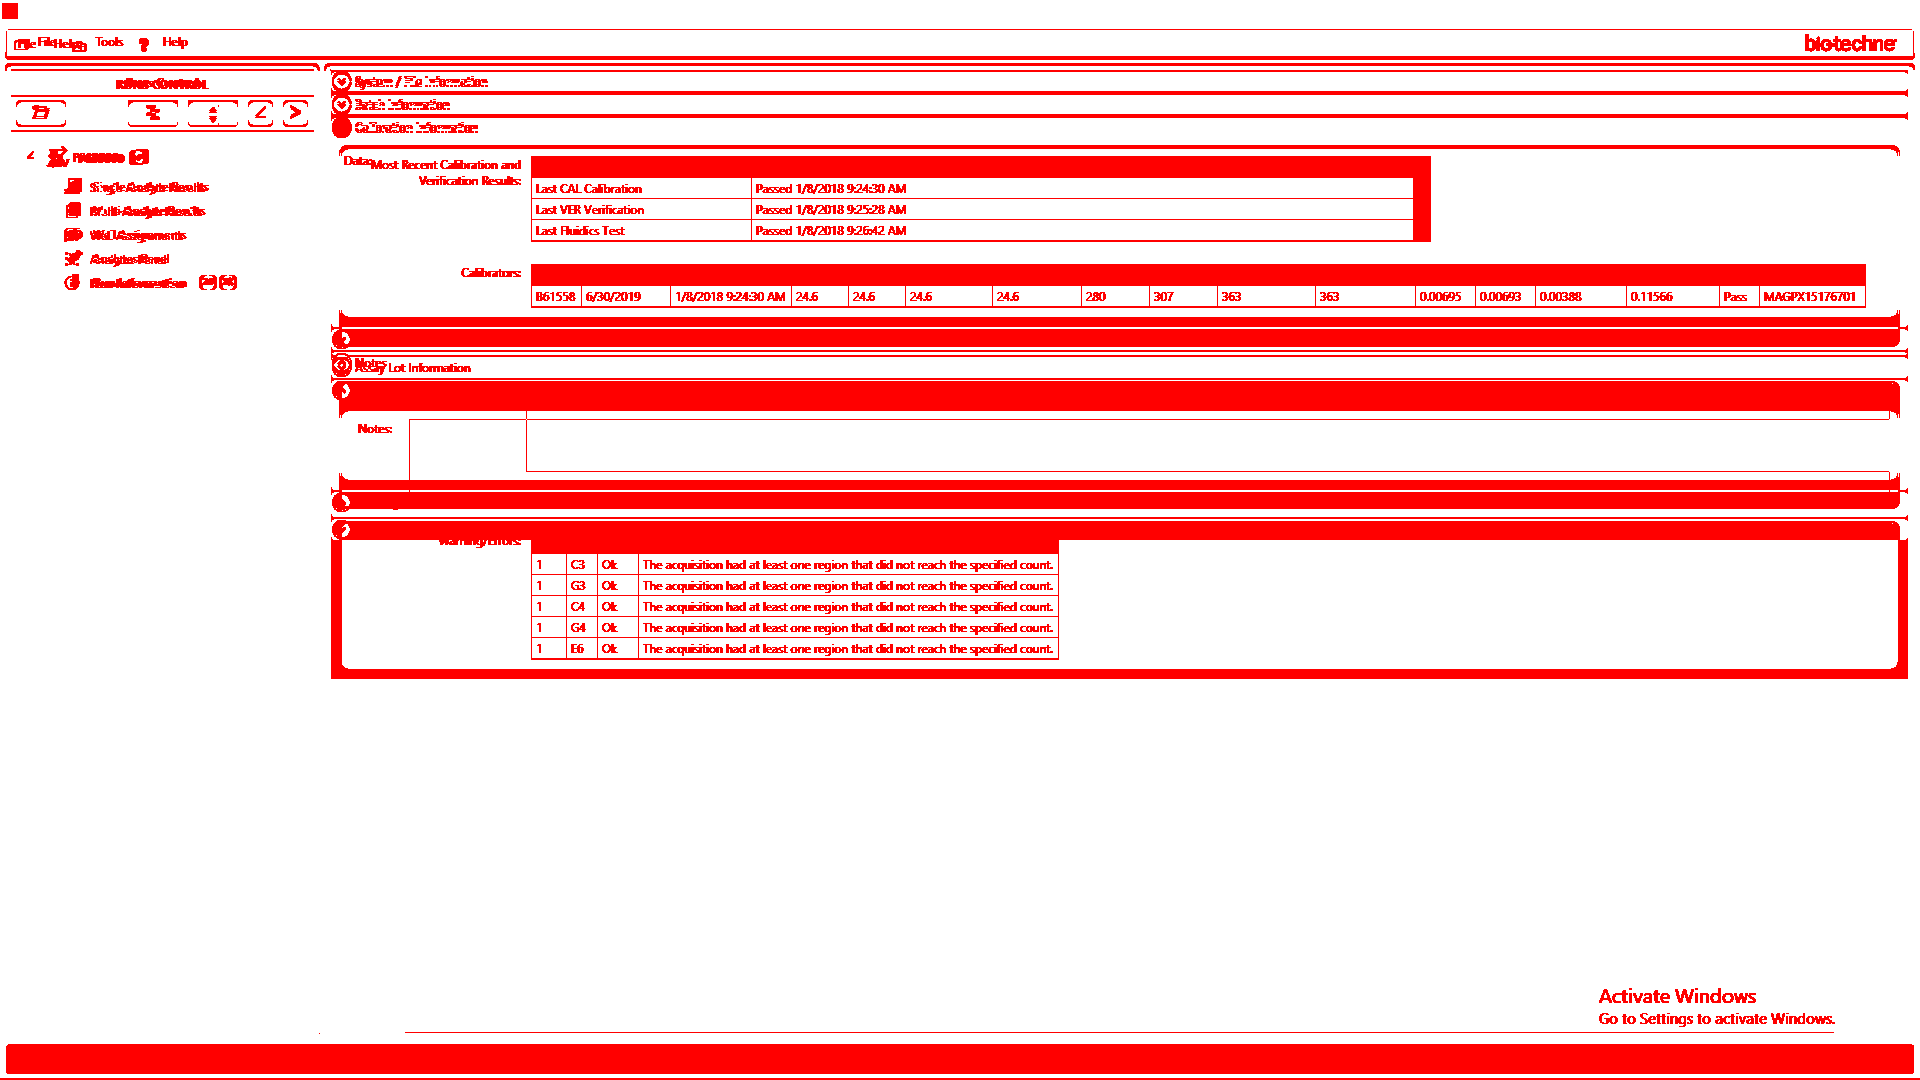 File Help Tools Help
bio-techne
System / File Information
Batch Information
Calibration Information
Single Analyte Results
Multi-Analyte Results
Well Assignments
Analytes Panel
Data:
Most Recent Calibration and
Verification Results:
Last CAL Calibration Passed 1/8/2018 9:24:30 AM
Last VER Verification Passed 1/8/2018 9:25:28 AM
Last Fluidics Test Passed 1/8/2018 9:26:42 AM
Calibrators:
B61558 6/30/2019 1/8/2018 9:24:30 AM 24.6 24.6 24.6 24.6 280 307 363 363 0.00695 0.00693 0.00388 0.11566 Pass MAGPX15176701
Notes
Assay Lot Information
Notes:
Warning/Errors:
1 C3 Ok The acquisition had at least one region that did not reach the specified count.
1 G3 Ok The acquisition had at least one region that did not reach the specified count.
1 C4 Ok The acquisition had at least one region that did not reach the specified count.
1 G4 Ok The acquisition had at least one region that did not reach the specified count.
1 E6 Ok The acquisition had at least one region that did not reach the specified count.
Activate Windows
Go to Settings to activate Windows.